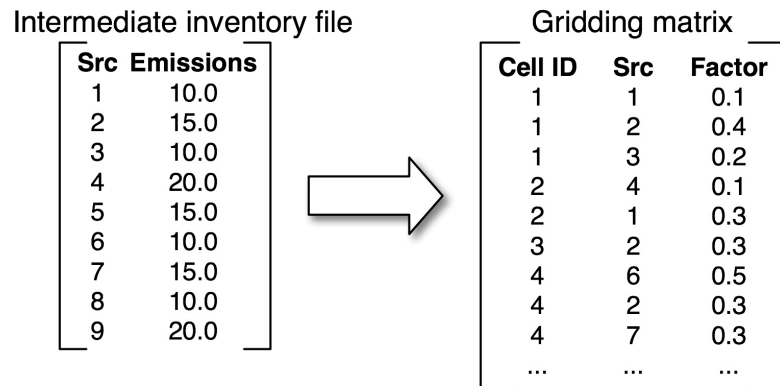 Intermediate inventory file
Src Emissions
1 10.0
2 15.0
3 10.0
4 20.0
5 15.0
6 10.0
7 15.0
8 10.0
9 20.0
Gridding matrix
Cell ID Src Factor
1 1 0.1
1 2 0.4
1 3 0.2
2 4 0.1
2 1 0.3
3 2 0.3
4 6 0.5
4 2 0.3
4 7 0.3
... ... ...